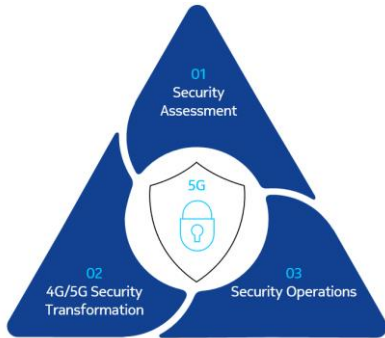 01
Security
Assessment
5G
02
4G/5G Security
Transformation
03
Security Operations